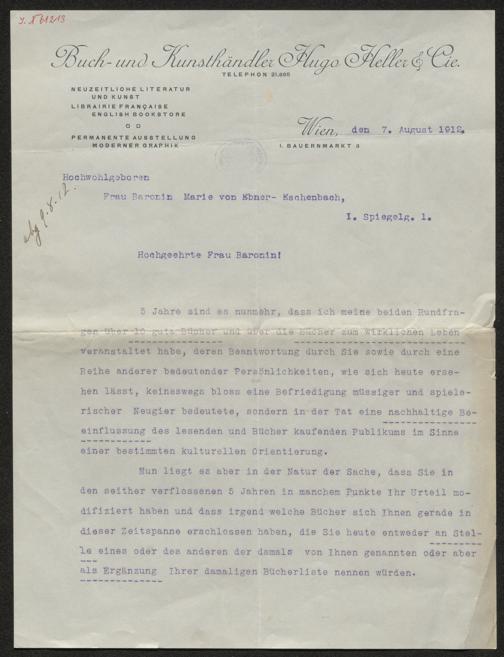 I.N 61213
Buch- und Kunsthändler Hugo Heller & Cie.
TELEPHON 21.695
NEUZEITLICHE LITERATUR
UND KUNST
LIBRAIRIE FRANÇAISE
ENGLISH BOOKSTORE
PERMANENTE AUSSTELLUNG
MODERNER GRAPHIK
Wien, den 7. August 1912.
I. BAUERNMARKT 3
Hochwohlgeboren
Frau Baronin Marie von Ebner- Eschenbach,
I. Spiegelg. 1.
9.8.12.
Hochgeehrte Frau Baronin!
5 Jahre sind es nunmehr, dass ich meine beiden Rundfra-
gen über 10 gute Bücher und über die Bücher zum wirklichen Leben
veranstaltet habe, deren Beantwortung durch Sie sowie durch eine
Reihe anderer bedeutender Persönlichkeiten, wie sich heute erse-
hen lässt, keineswegs bloss eine Befriedigung müssiger und spiele-
rischer Neugier bedeutete, sondern in der Tat eine nachhaltige Be-
einflussung des lesenden und Bücher kaufenden Publikums im Sinne
einer bestimmten kulturellen Orientierung.
Nun liegt es aber in der Natur der Sache, dass Sie in
den seither verflossenen 5 Jahren in manchem Punkte Ihr Urteil mo-
difiziert haben und dass irgend welche Bücher sich Ihnen gerade in
dieser Zeitspanne erschlossen haben, die Sie heute entweder an Stel-
le eines oder des anderen der damals von Ihnen genannten oder aber
als Ergänzung Ihrer damaligen Bücherliste nennen würden.